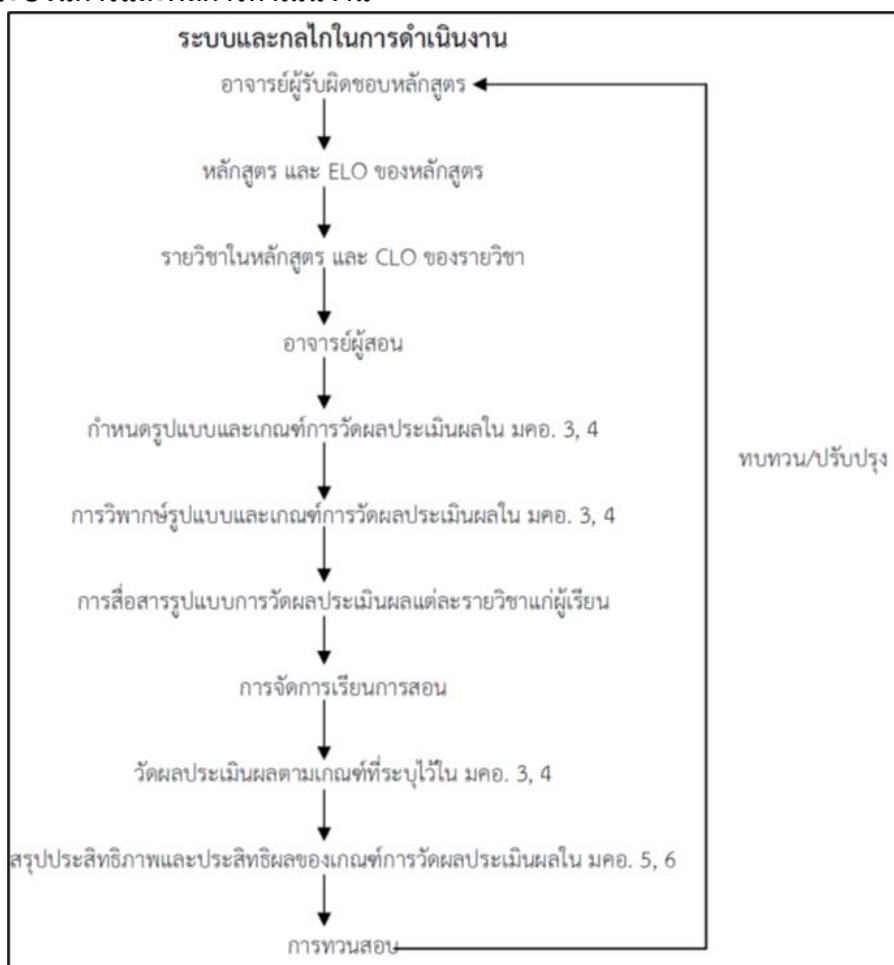 ระบบและกลไกในการดำเนินงาน
อาจารย์ผู้รับผิดชอบหลักสูตร
หลักสูตร และ ELO ของหลักสูตร
รายวิชาในหลักสูตร และ CLO ของรายวิชา
อาจารย์ผู้สอน
กำหนดรูปแบบและเกณฑ์การวัดผลประเมินผลใน มคอ. 3, 4
ทบทวน/ปรับปรุง
การวิพากษ์รูปแบบและเกณฑ์การวัดผลประเมินผลใน มคอ. 3, 4
การสื่อสารรูปแบบการวัดผลประเมินผลแต่ละรายวิชาแก่ผู้เรียน
การจัดการเรียนการสอน
วัดผลประเมินผลตามเกณฑ์ที่ระบุไว้ใน มคอ. 3, 4
สรุปประสิทธิภาพและประสิทธิผลของเกณฑ์การวัดผลประเมินผลใน มคอ. 5, 6
การทวนสอบ